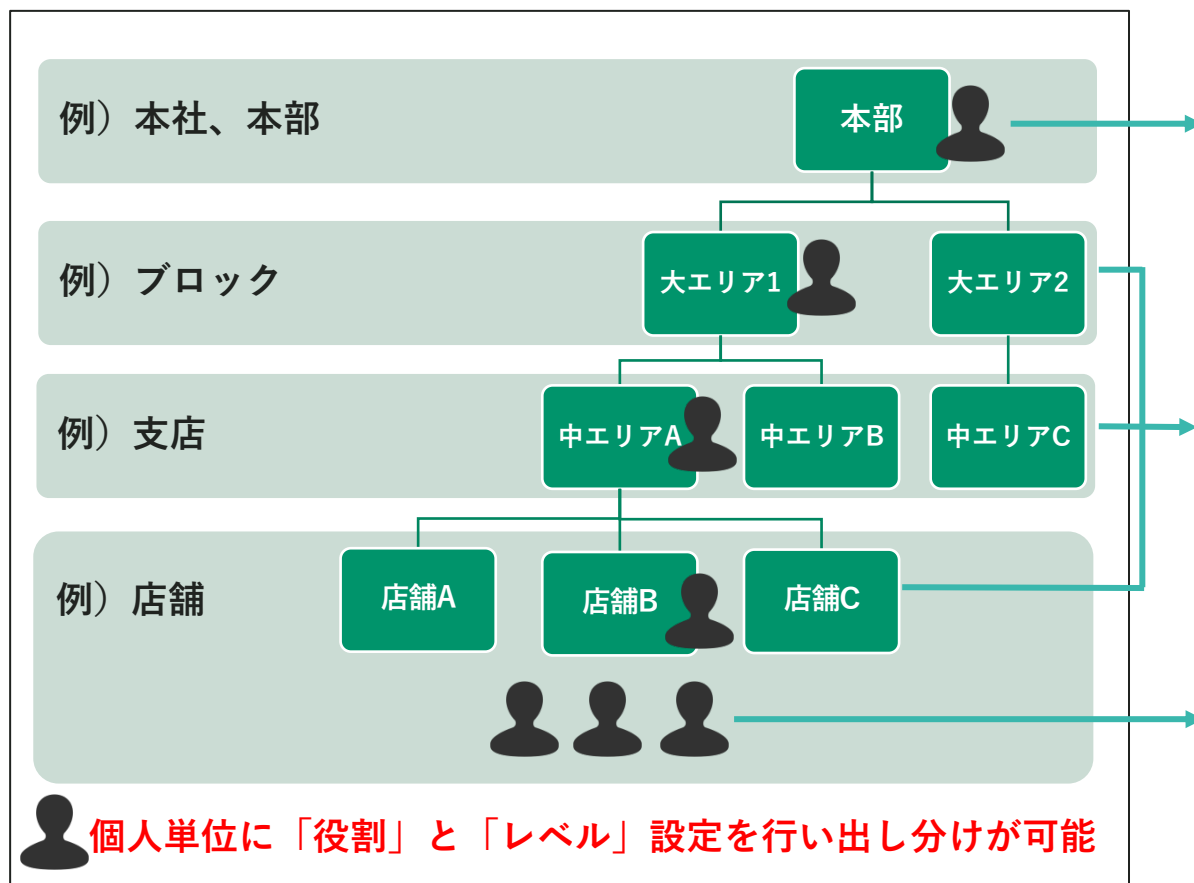 例）本社、本部
本部
例）ブロック
大エリア1
大エリア2
例）支店
中エリアA
中エリアB
中エリアC
例）店舗
店舗A
店舗B
店舗C
個人単位に「役割」と「レベル」設定を行い出し分けが可能